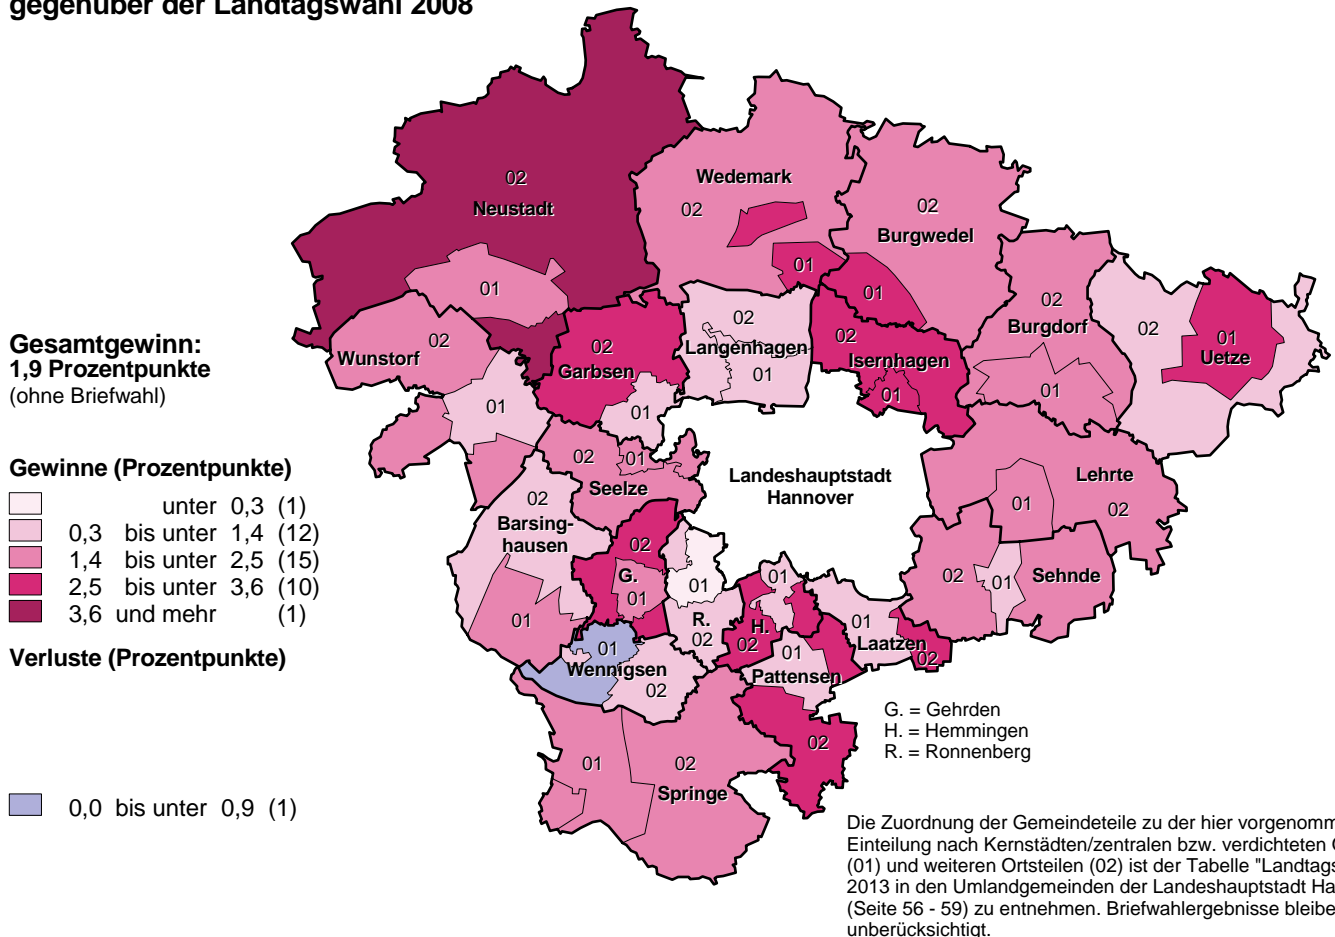 gegenüber der Landtagswahl 2008
Gesamtgewinn:
1,9 Prozentpunkte
(ohne Briefwahl)
Gewinne (Prozentpunkte)
unter 0,3 (1)
0,3 bis unter 1,4 (12)
1,4 bis unter 2,5 (15)
2,5 bis unter 3,6 (10)
3,6 und mehr (1)
Verluste (Prozentpunkte)
0,0 bis unter 0,9 (1)
02
Neustadt
01
Wedemark
02
01
02
Burgwedel
01
02
Burgdorf
01
02
01
Uetze
02
Wunstorf
01
02
Garbsen
01
02
Langenhagen
01
02
Isernhagen
01
Landeshauptstadt
Hannover
Lehrte
01
02
02
01
Seelze
02
Barsing-
hausen
01
02
G.
01
01
R.
02
01
H.
02
01
Laatzen
02
02
01
Sehnde
01
Wennigsen
02
01
Pattensen
02
01
02
Springe
G. = Gehrden
H. = Hemmingen
R. = Ronnenberg
Die Zuordnung der Gemeindeteile zu der hier vorgenomm
Einteilung nach Kernstädten/zentralen bzw. verdichteten
(01) und weiteren Ortsteilen (02) ist der Tabelle "Landtags
2013 in den Umlandgemeinden der Landeshauptstadt Ha
(Seite 56 - 59) zu entnehmen. Briefwahlergebnisse bleibe
unberücksichtigt.